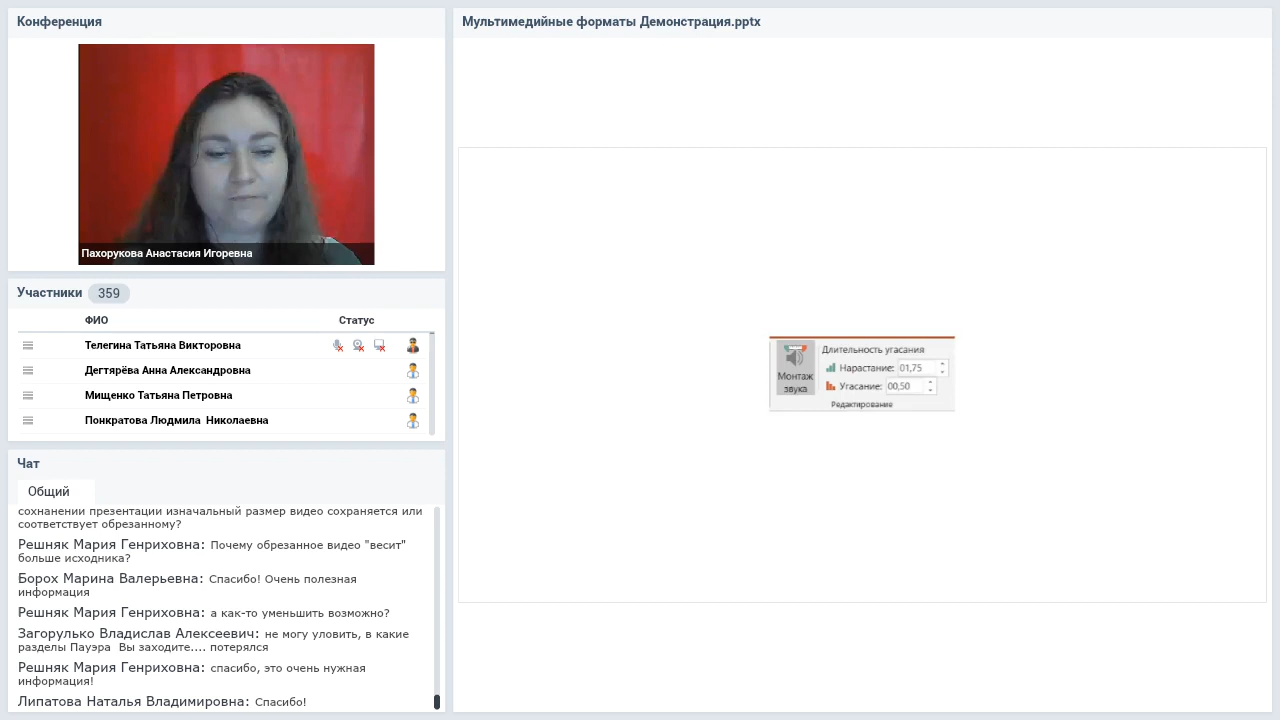 Конференция
Пахорукова Анастасия Игоревна
Участники 359
ФИО Статус
Телегина Татьяна Викторовна
Дегтярёва Анна Александровна
Мищенко Татьяна Петровна
Понкратова Людмила  Николаевна
Чат
Общий
сохнанении презентации изначальный размер видео сохраняется или
соответствует обрезанному?
Решняк Мария Генриховна: Почему обрезанное видео "весит"
больше исходника?
Борох Марина Валерьевна: Спасибо! Очень полезная
информация
Решняк Мария Генриховна: а как-то уменьшить возможно?
Загорулько Владислав Алексеевич: не могу уловить, в какие
разделы Пауэра  Вы заходите.... потерялся
Решняк Мария Генриховна: спасибо, это очень нужная
информация!
Липатова Наталья Владимировна: Спасибо!
Мультимедийные форматы Демонстрация.pptx
Монтаж
звука
Длительность угасания
Нарастание: 01,75
Угасание: 00,50
Редактирование